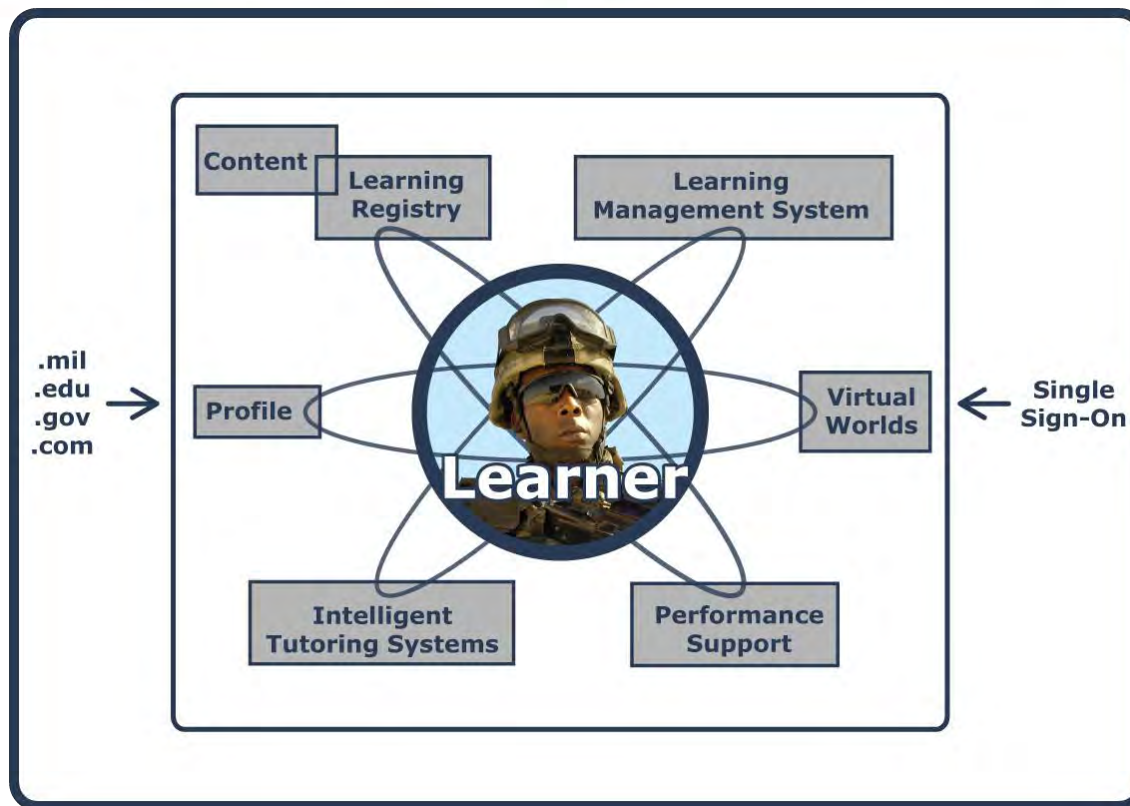 Content
Learning
Registry
Learning
Management System
.mil
.edu
.gov
.com
Profile
Learner
Virtual
Worlds
Single
Sign-On
Intelligent
Tutoring Systems
Performance
Support